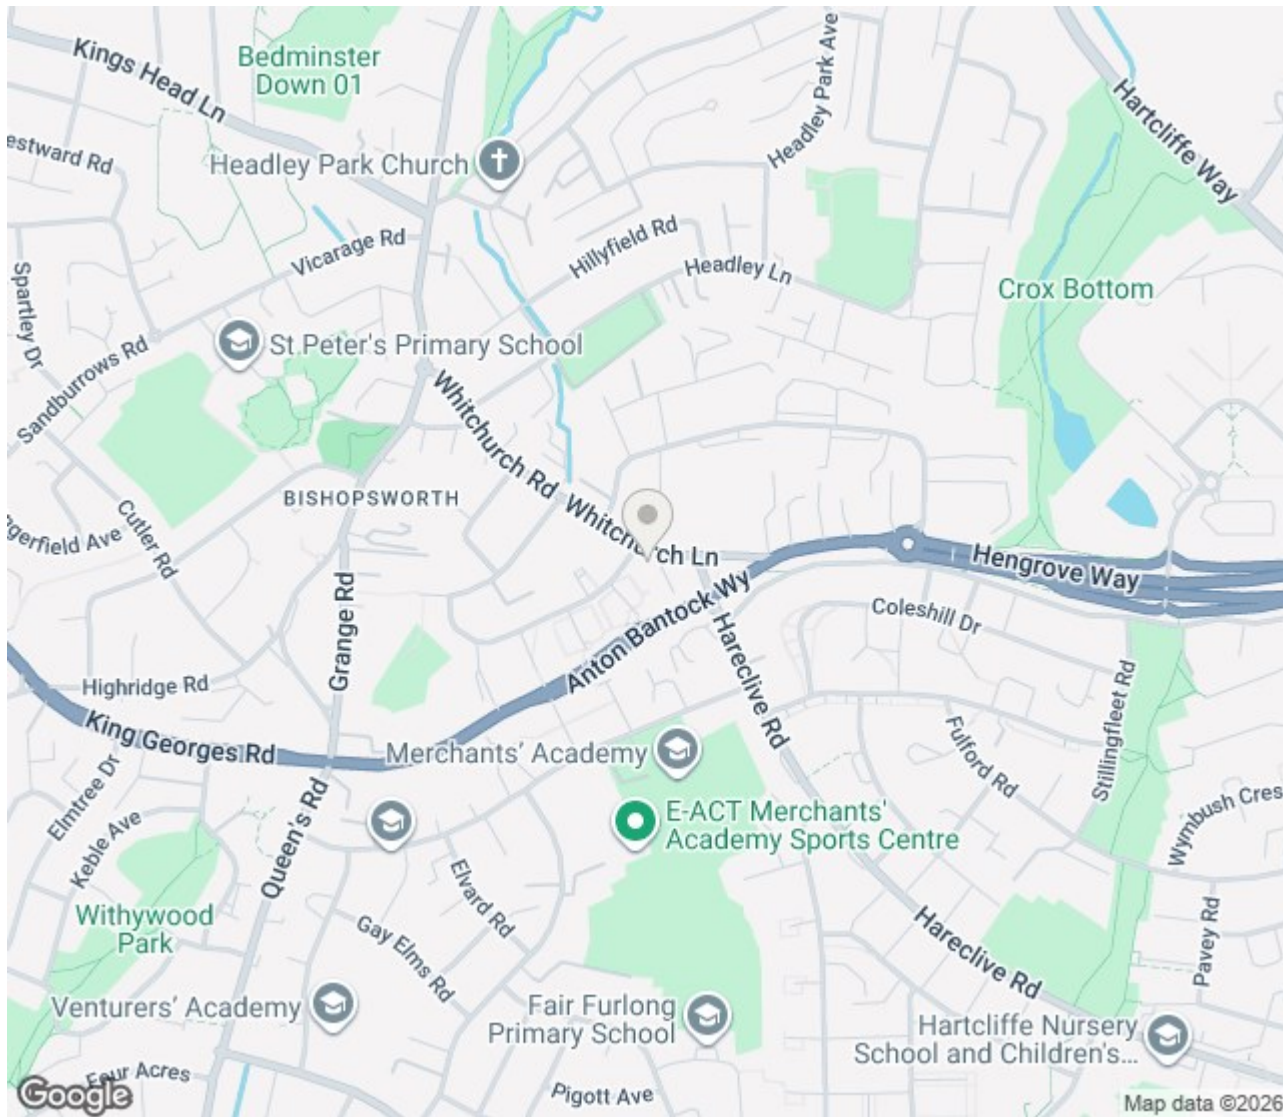 Bedminster
Down 01
Kings Head Ln
Headley Park Ave
Hartcliffe Way
estward Rd
Headley Park Church
Vicarage Rd
Hillyfield Rd
Headley Ln
Spartley Dr
Crox Bottom
St Peter's Primary School
Sandburrows Rd
Whitchurch Rd
BISHOPSWORTH
Whitchurch Ln
gerfield Ave
Cutler Rd
Hengrove Way
Grange Rd
Anton Bantock Wy
Coleshill Dr
Hareclive Rd
Highridge Rd
King Georges Rd
Stillingfleet Rd
Merchants' Academy
Fulford Rd
Elmtree Dr
Keble Ave
Queen's Rd
E-ACT Merchants'
Academy Sports Centre
Wymbush Cres
Elvard Rd
Withywood
Park
Gay Elms Rd
Hareclive Rd
Pavey Rd
Venturers' Academy
Fair Furlong
Primary School
Hartcliffe Nursery
School and Children's...
Four Acres
Pigott Ave
Google
Map data ©2026